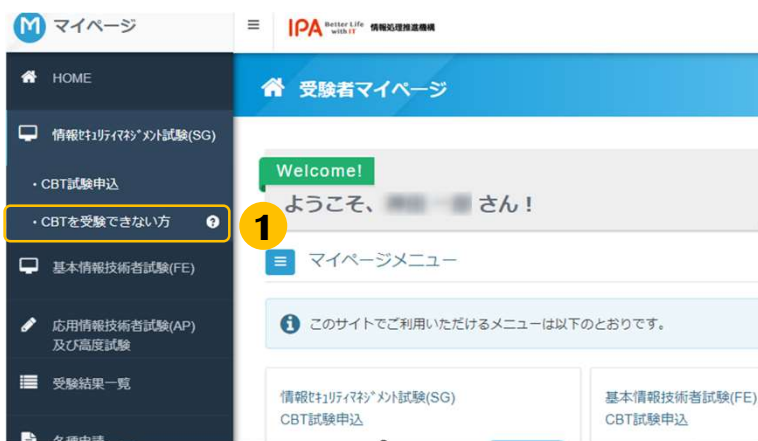 M マイページ
HOME
情報ｾｷｭﾘﾃｨﾏﾈｼﾞﾒﾝﾄ試験(SG)
・CBT試験申込
・CBTを受験できない方 ?
基本情報技術者試験(FE)
応用情報技術者試験(AP)
及び高度試験
受験結果一覧
各種申請
IPA Better Life
with IT 情報処理推進機構
受験者マイページ
Welcome!
ようこそ、 さん！
1
マイページメニュー
このサイトでご利用いただけるメニューは以下のとおりです。
情報ｾｷｭﾘﾃｨﾏﾈｼﾞﾒﾝﾄ試験(SG)
CBT試験申込
基本情報技術者試験(FE)
CBT試験申込